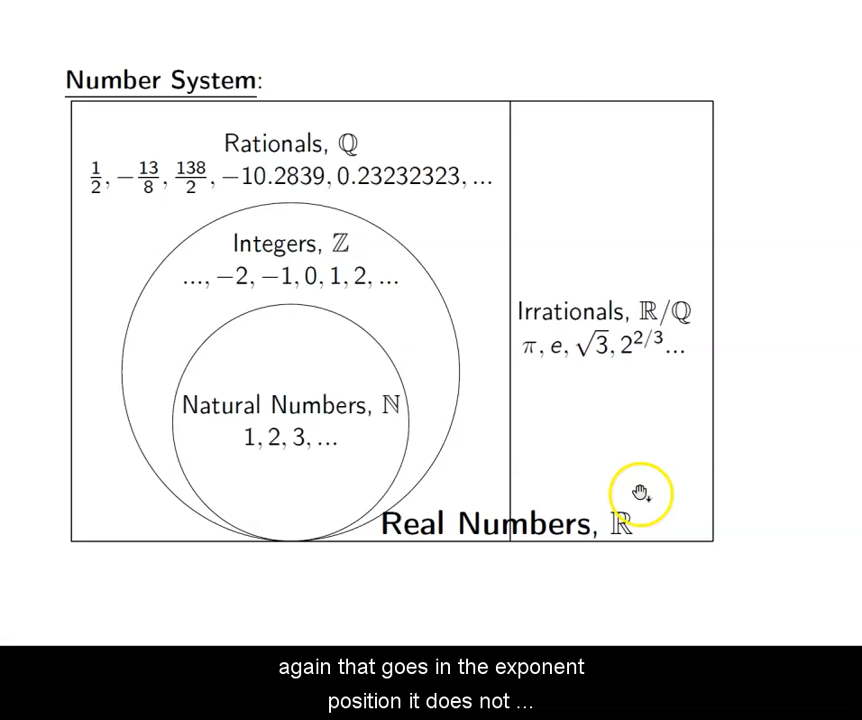 Number System:
Rationals, ℚ
1/2, −13/8, 138/2, −10.2839, 0.23232323, ...
Integers, ℤ
..., −2, −1, 0, 1, 2, ...
Irrationals, ℝ/ℚ
π, e, √3, 2^{2/3}...
Natural Numbers, ℕ
1, 2, 3, ...
Real Numbers, ℝ
again that goes in the exponent
position it does not ...